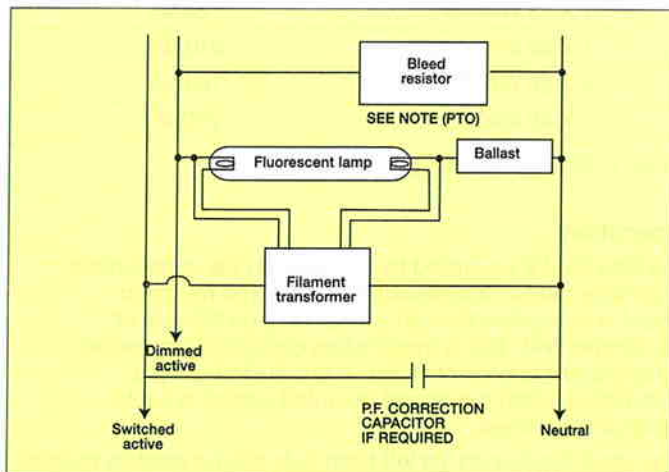 Bleed
resistor
SEE NOTE (PTO)
Fluorescent lamp
Ballast
Filament
transformer
Dimmed
active
P.F. CORRECTION
CAPACITOR
IF REQUIRED
Switched
active
Neutral